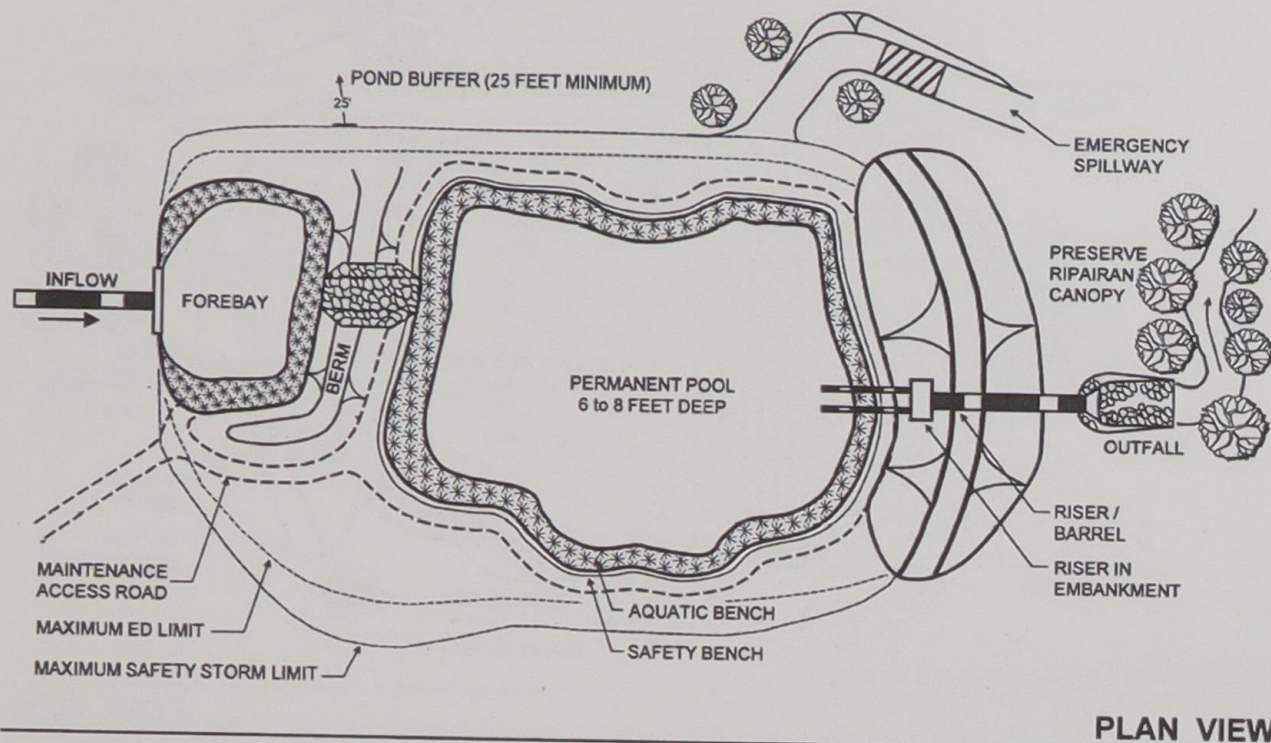 POND BUFFER (25 FEET MINIMUM)
25'
EMERGENCY
SPILLWAY
PRESERVE
RIPAIRAN
CANOPY
INFLOW
FOREBAY
BERM
PERMANENT POOL
6 to 8 FEET DEEP
OUTFALL
RISER /
BARREL
RISER IN
EMBANKMENT
MAINTENANCE
ACCESS ROAD
MAXIMUM ED LIMIT
MAXIMUM SAFETY STORM LIMIT
AQUATIC BENCH
SAFETY BENCH
PLAN VIEW